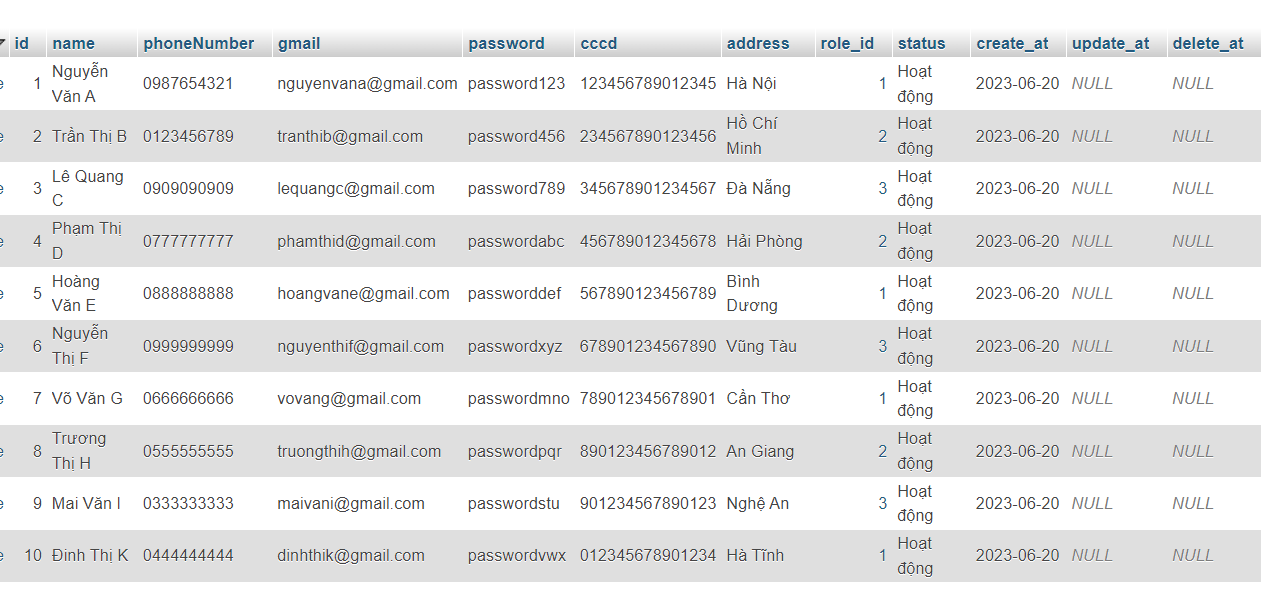 id name phoneNumber gmail password cccd address role_id status create_at update_at delete_at
e 1 Nguyễn Văn A 0987654321 nguyenvana@gmail.com password123 123456789012345 Hà Nội 1 Hoạt động 2023-06-20 NULL NULL
e 2 Trần Thị B 0123456789 tranthib@gmail.com password456 234567890123456 Hồ Chí Minh 2 Hoạt động 2023-06-20 NULL NULL
e 3 Lê Quang C 0909090909 lequangc@gmail.com password789 345678901234567 Đà Nẵng 3 Hoạt động 2023-06-20 NULL NULL
e 4 Phạm Thị D 0777777777 phamthid@gmail.com passwordabc 456789012345678 Hải Phòng 2 Hoạt động 2023-06-20 NULL NULL
e 5 Hoàng Văn E 0888888888 hoangvane@gmail.com passworddef 567890123456789 Bình Dương 1 Hoạt động 2023-06-20 NULL NULL
e 6 Nguyễn Thị F 0999999999 nguyenthif@gmail.com passwordxyz 678901234567890 Vũng Tàu 3 Hoạt động 2023-06-20 NULL NULL
e 7 Võ Văn G 0666666666 vovang@gmail.com passwordmno 789012345678901 Cần Thơ 1 Hoạt động 2023-06-20 NULL NULL
e 8 Trương Thị H 0555555555 truongthih@gmail.com passwordpqr 890123456789012 An Giang 2 Hoạt động 2023-06-20 NULL NULL
e 9 Mai Văn I 0333333333 maivani@gmail.com passwordstu 901234567890123 Nghệ An 3 Hoạt động 2023-06-20 NULL NULL
e 10 Đinh Thị K 0444444444 dinhthik@gmail.com passwordvwx 012345678901234 Hà Tĩnh 1 Hoạt động 2023-06-20 NULL NULL